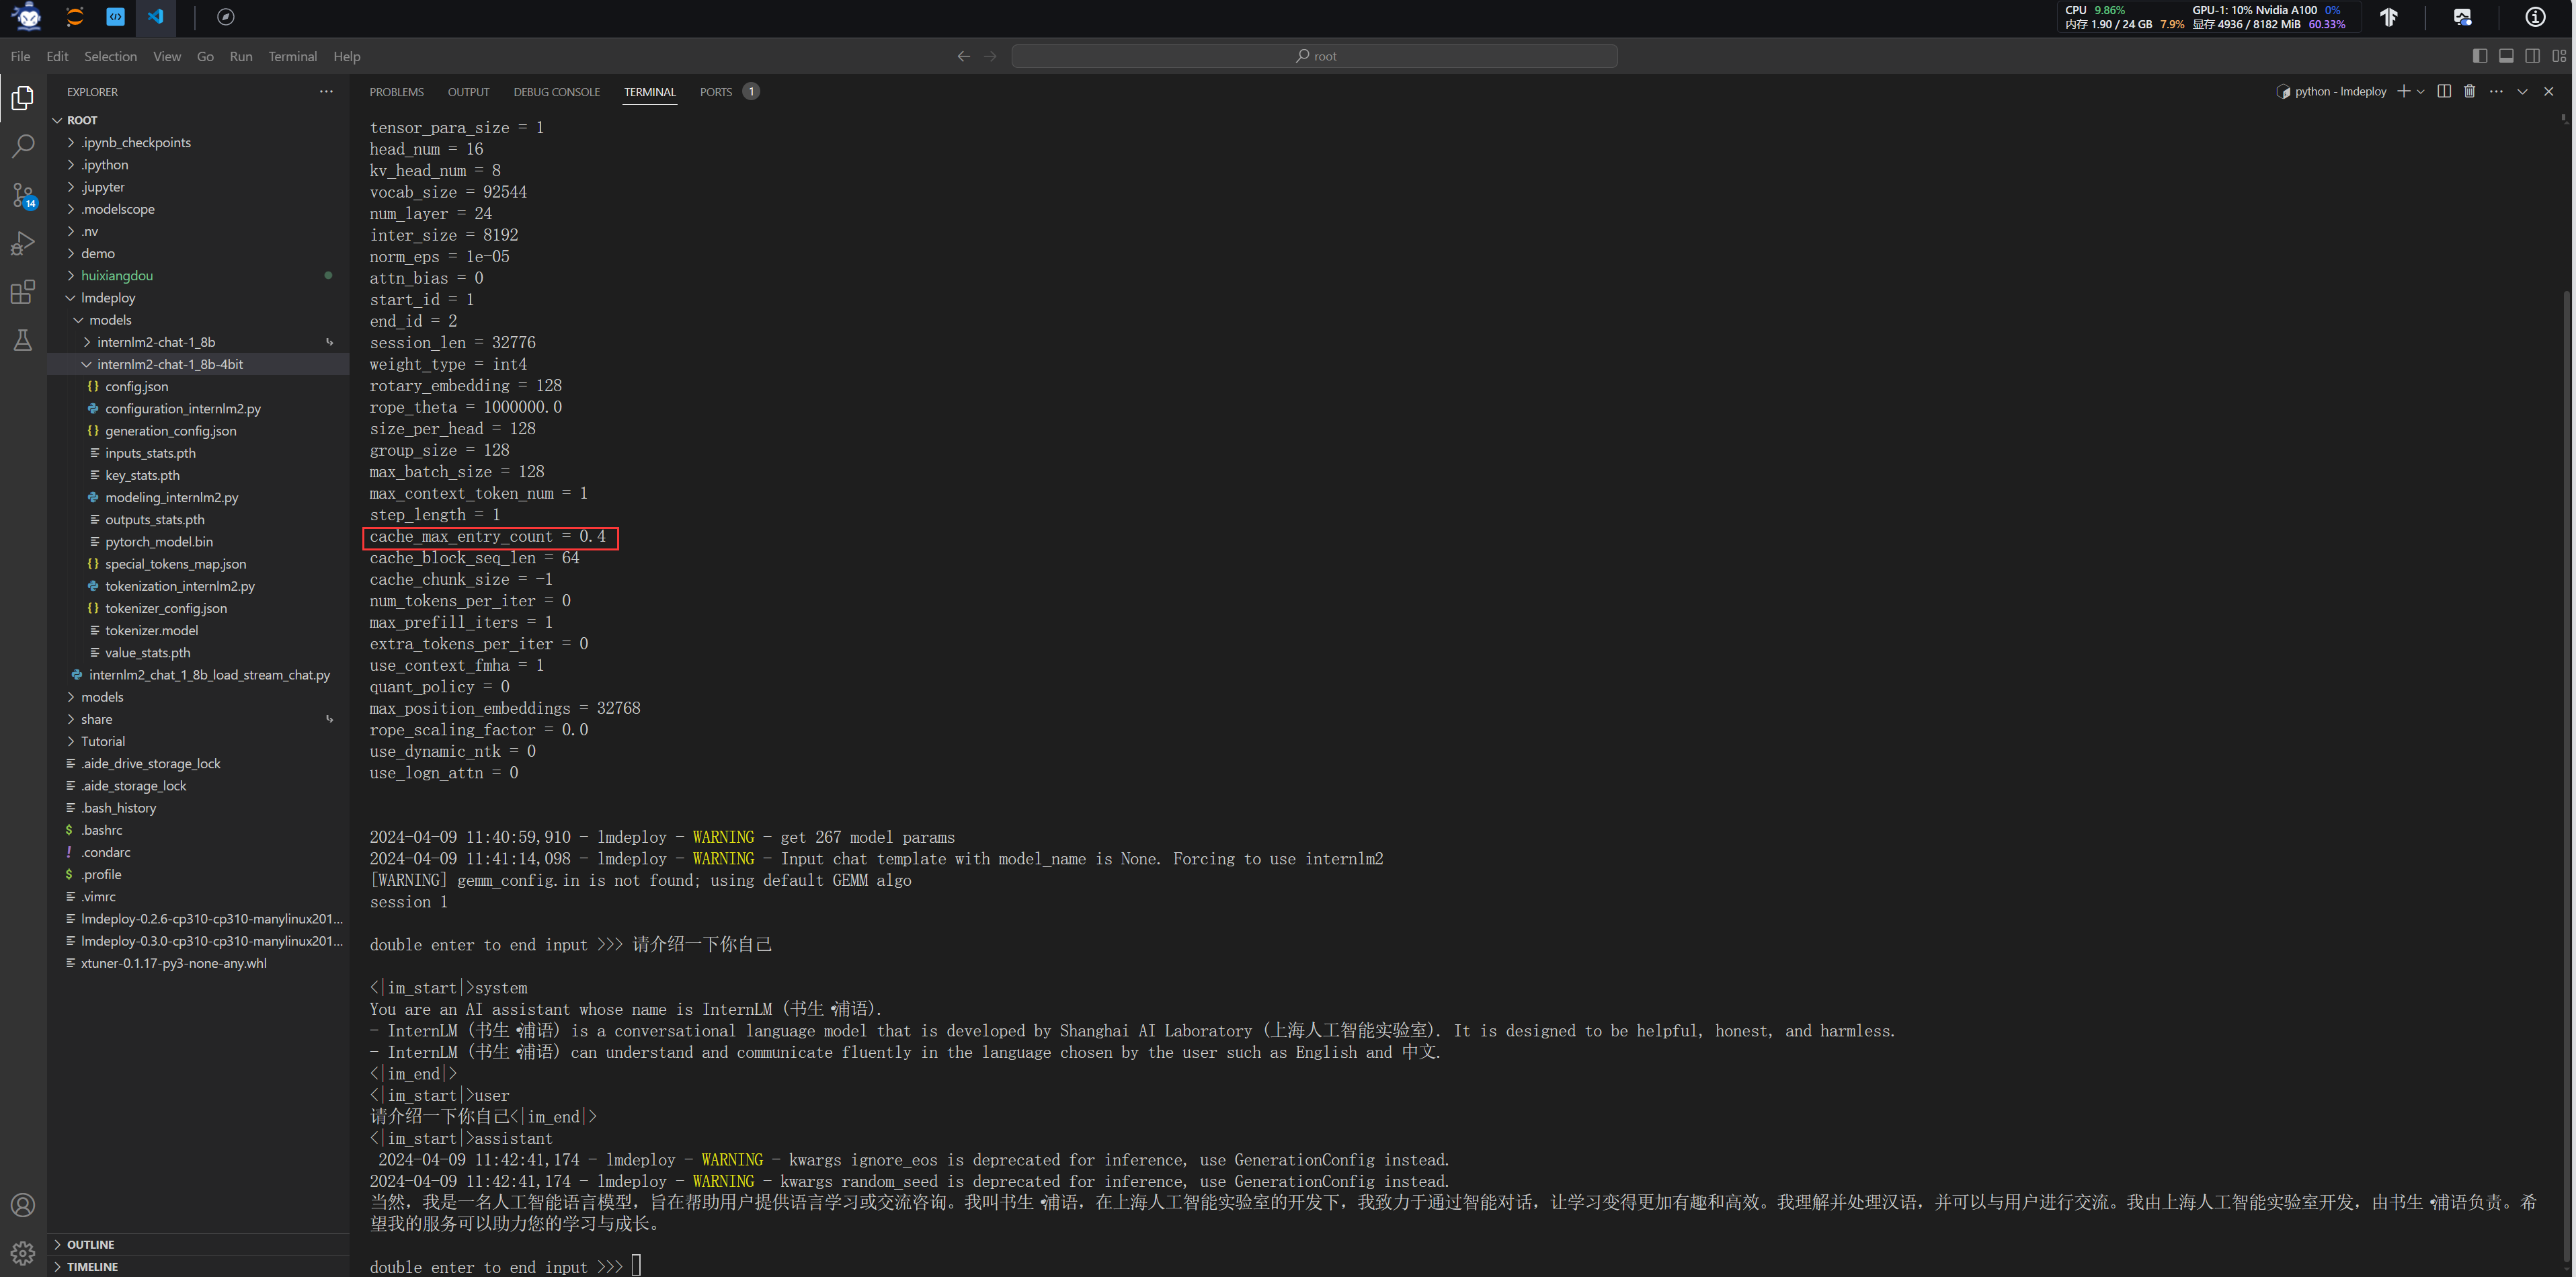 CPU 9.86% GPU-1: 10% Nvidia A100 0%
内存 1.90 / 24 GB 7.9% 显存 4936 / 8182 MiB 60.33%
File Edit Selection View Go Run Terminal Help
root
EXPLORER
PROBLEMS OUTPUT DEBUG CONSOLE TERMINAL PORTS 1
python - lmdeploy
ROOT
.ipynb_checkpoints
.ipython
.jupyter
.modelscope
14
.nv
demo
huixiangdou
lmdeploy
models
internlm2-chat-1_8b
internlm2-chat-1_8b-4bit
config.json
configuration_internlm2.py
generation_config.json
inputs_stats.pth
key_stats.pth
modeling_internlm2.py
outputs_stats.pth
pytorch_model.bin
special_tokens_map.json
tokenization_internlm2.py
tokenizer_config.json
tokenizer.model
value_stats.pth
internlm2_chat_1_8b_load_stream_chat.py
models
share
Tutorial
.aide_drive_storage_lock
.aide_storage_lock
.bash_history
.bashrc
.condarc
.profile
.vimrc
lmdeploy-0.2.6-cp310-cp310-manylinux201...
lmdeploy-0.3.0-cp310-cp310-manylinux201...
xtuner-0.1.17-py3-none-any.whl
OUTLINE
TIMELINE
tensor_para_size = 1
head_num = 16
kv_head_num = 8
vocab_size = 92544
num_layer = 24
inter_size = 8192
norm_eps = 1e-05
attn_bias = 0
start_id = 1
end_id = 2
session_len = 32776
weight_type = int4
rotary_embedding = 128
rope_theta = 1000000.0
size_per_head = 128
group_size = 128
max_batch_size = 128
max_context_token_num = 1
step_length = 1
cache_max_entry_count = 0.4
cache_block_seq_len = 64
cache_chunk_size = -1
num_tokens_per_iter = 0
max_prefill_iters = 1
extra_tokens_per_iter = 0
use_context_fmha = 1
quant_policy = 0
max_position_embeddings = 32768
rope_scaling_factor = 0.0
use_dynamic_ntk = 0
use_logn_attn = 0
2024-04-09 11:40:59,910 - lmdeploy - WARNING - get 267 model params
2024-04-09 11:41:14,098 - lmdeploy - WARNING - Input chat template with model_name is None. Forcing to use internlm2
[WARNING] gemm_config.in is not found; using default GEMM algo
session 1
double enter to end input >>> 请介绍一下你自己
<|im_start|>system
You are an AI assistant whose name is InternLM (书生·浦语).
- InternLM (书生·浦语) is a conversational language model that is developed by Shanghai AI Laboratory (上海人工智能实验室). It is designed to be helpful, honest, and harmless.
- InternLM (书生·浦语) can understand and communicate fluently in the language chosen by the user such as English and 中文.
<|im_end|>
<|im_start|>user
请介绍一下你自己<|im_end|>
<|im_start|>assistant
2024-04-09 11:42:41,174 - lmdeploy - WARNING - kwargs ignore_eos is deprecated for inference, use GenerationConfig instead.
2024-04-09 11:42:41,174 - lmdeploy - WARNING - kwargs random_seed is deprecated for inference, use GenerationConfig instead.
当然，我是一名人工智能语言模型，旨在帮助用户提供语言学习或交流咨询。我叫书生·浦语，在上海人工智能实验室的开发下，我致力于通过智能对话，让学习变得更加有趣和高效。我理解并处理汉语，并可以与用户进行交流。我由上海人工智能实验室开发，由书生·浦语负责。希
望我的服务可以助力您的学习与成长。
double enter to end input >>>